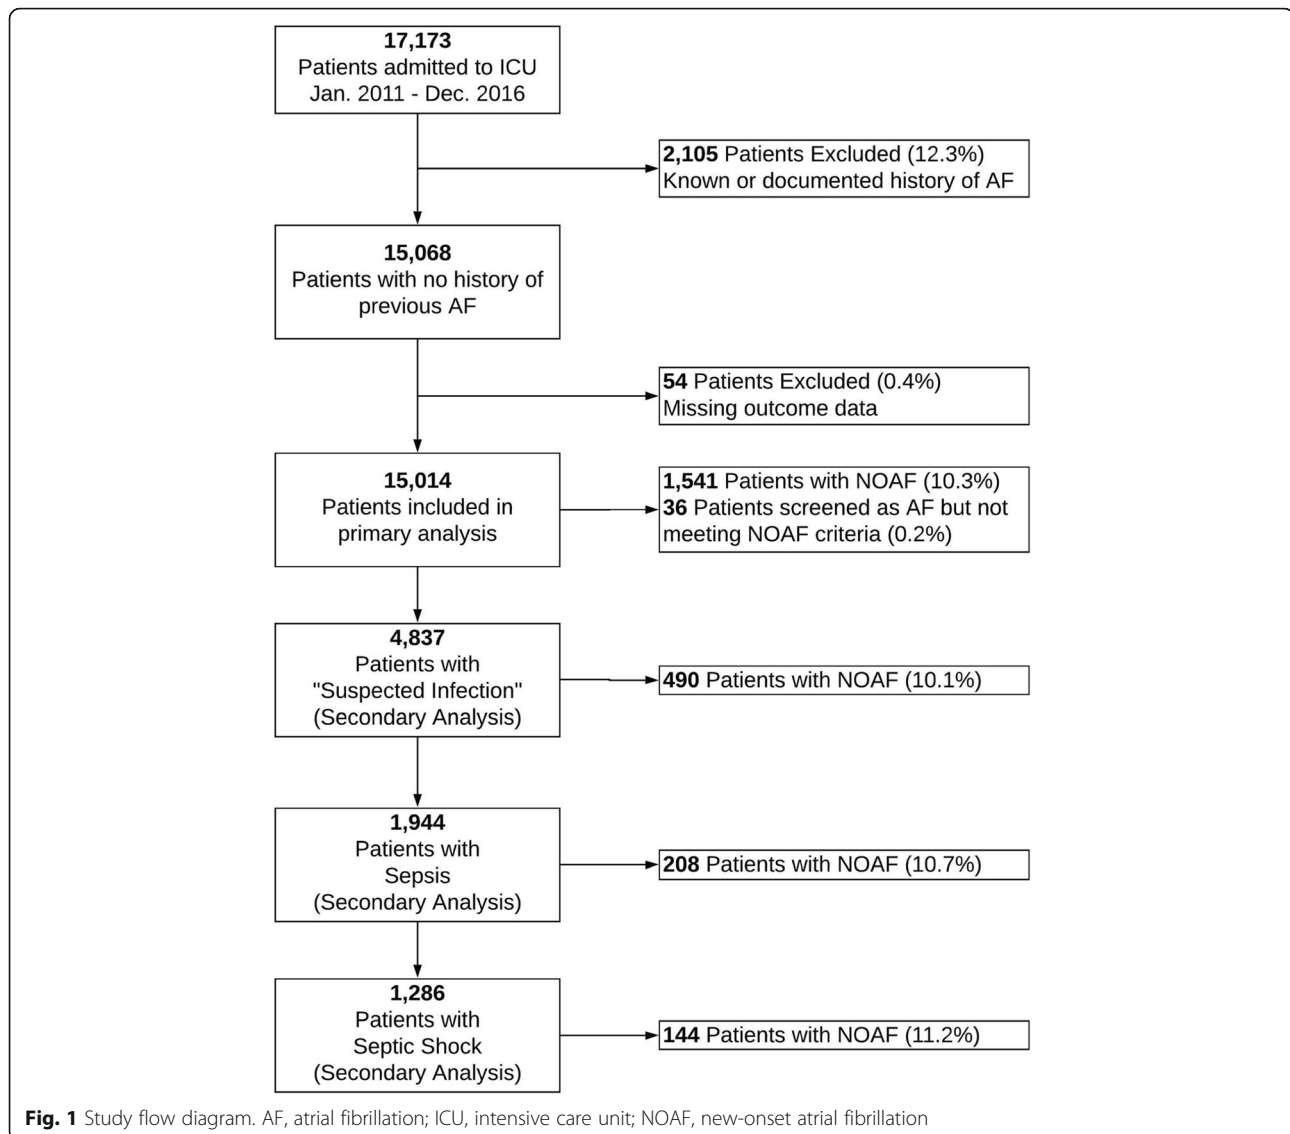 17,173
Patients admitted to ICU
Jan. 2011 - Dec. 2016
2,105 Patients Excluded (12.3%)
Known or documented history of AF
15,068
Patients with no history of
previous AF
54 Patients Excluded (0.4%)
Missing outcome data
15,014
Patients included in
primary analysis
1,541 Patients with NOAF (10.3%)
36 Patients screened as AF but not
meeting NOAF criteria (0.2%)
4,837
Patients with
"Suspected Infection"
(Secondary Analysis)
490 Patients with NOAF (10.1%)
1,944
Patients with
Sepsis
(Secondary Analysis)
208 Patients with NOAF (10.7%)
1,286
Patients with
Septic Shock
(Secondary Analysis)
144 Patients with NOAF (11.2%)
Fig. 1 Study flow diagram. AF, atrial fibrillation; ICU, intensive care unit; NOAF, new-onset atrial fibrillation